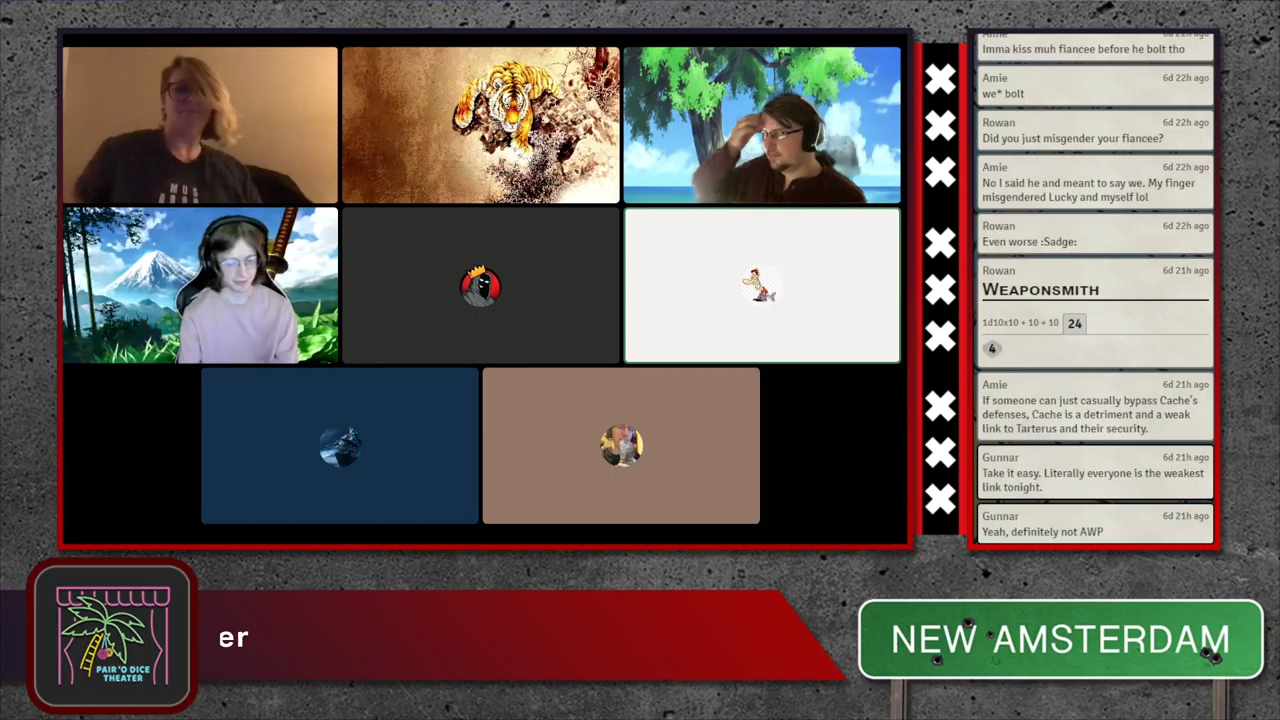 MUS
Amie
6d 22h ago
Imma kiss muh fiancee before he bolt tho
Amie
6d 22h ago
we* bolt
Rowan
6d 22h ago
Did you just misgender your fiancee?
Amie
6d 22h ago
No I said he and meant to say we. My finger
misgendered Lucky and myself lol
Rowan
6d 22h ago
Even worse :Sadge:
Rowan
6d 21h ago
WEAPONSMITH
1d10x10 + 10 + 10 24
4
Amie
6d 21h ago
If someone can just casually bypass Cache's
defenses, Cache is a detriment and a weak
link to Tarterus and their security.
Gunnar
6d 21h ago
Take it easy. Literally everyone is the weakest
link tonight.
Gunnar
6d 21h ago
Yeah, definitely not AWP
PAIR'O DICE
THEATER
er
NEW AMSTERDAM